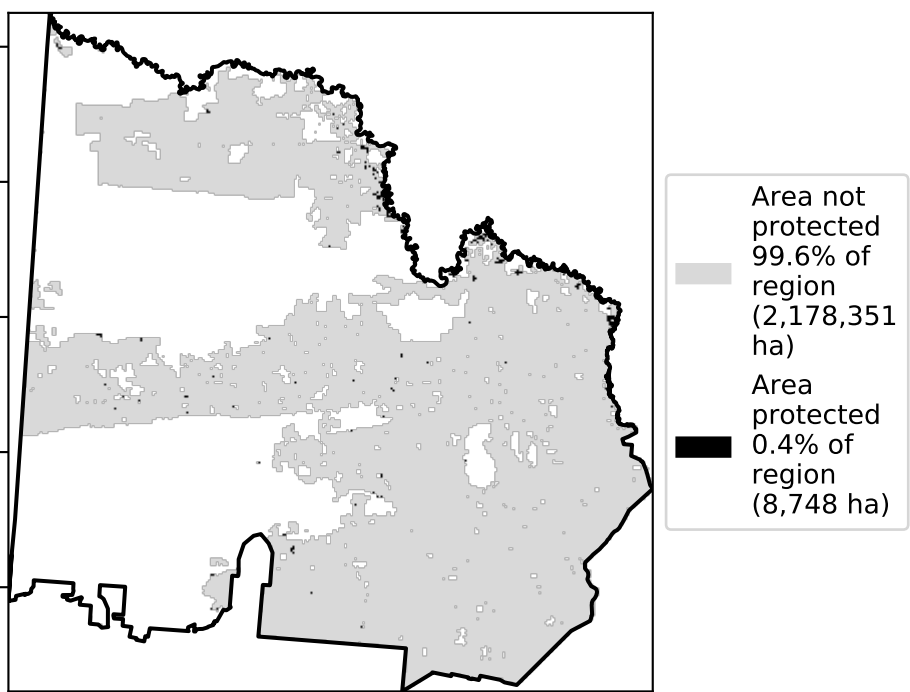 Area not
protected
99.6% of
region
(2,178,351
ha)
Area
protected
0.4% of
region
(8,748 ha)